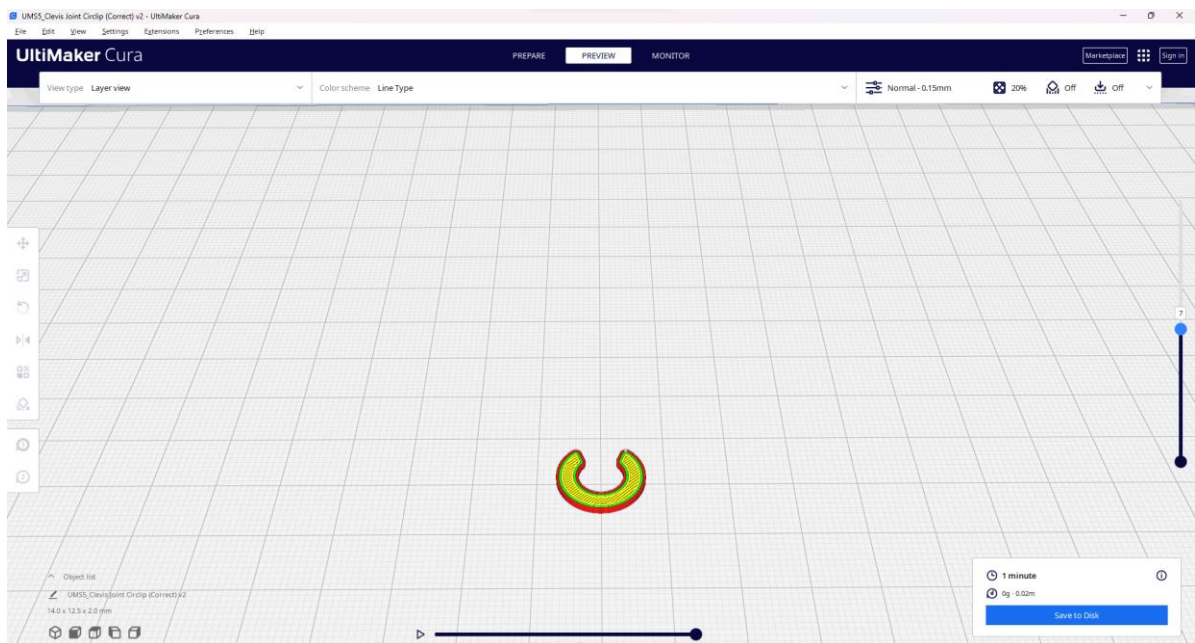 UMS5_Clevis Joint Circlip (Correct) v2 - UltiMaker Cura
File Edit View Settings Extensions Preferences Help
UltiMaker Cura PREPARE PREVIEW MONITOR Marketplace Sign in
View type Layer view Color scheme Line Type Normal - 0.15mm 20% Off Off
7
Object list
UMS5_Clevis Joint Circlip (Correct) v2
14.0 x 12.5 x 2.0 mm
1 minute
0g · 0.02m
Save to Disk